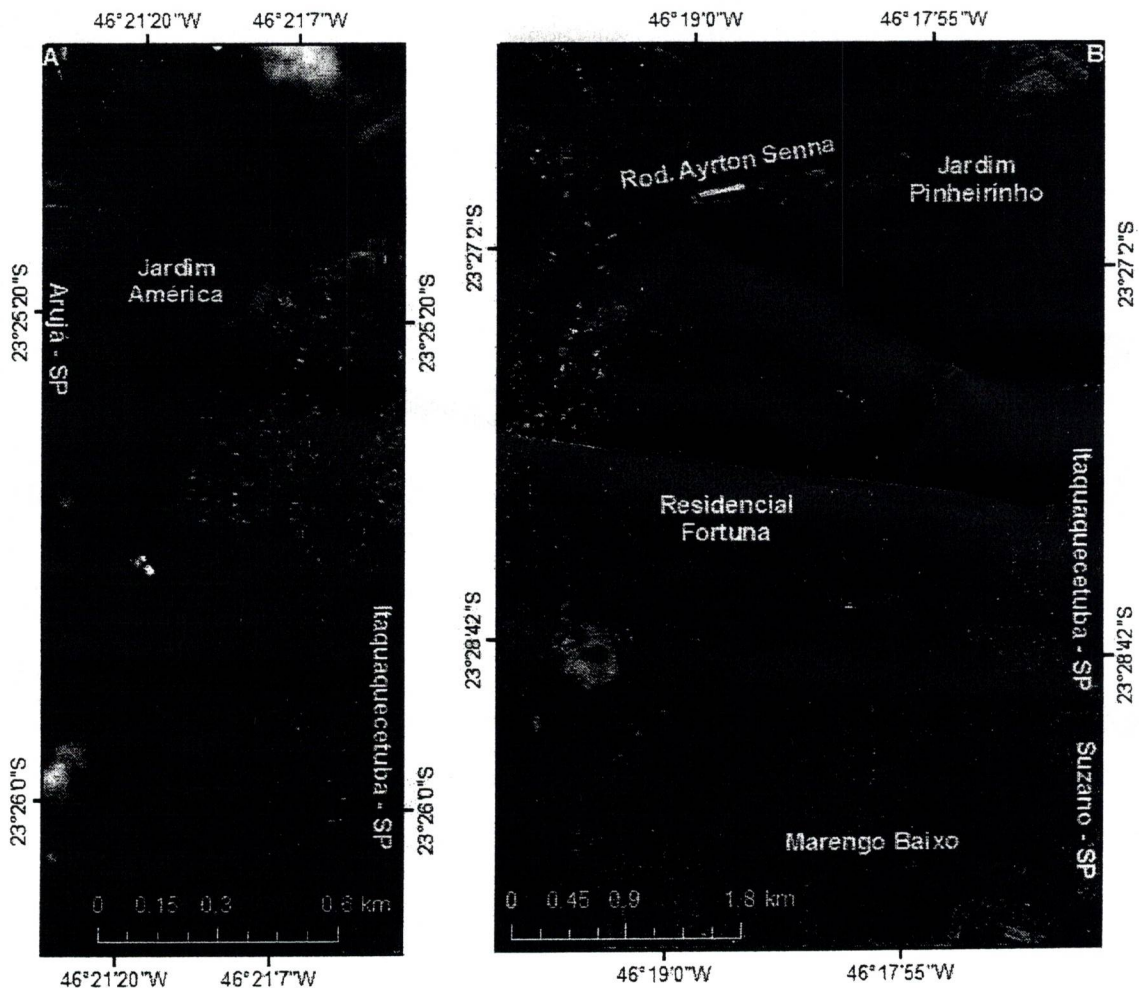 46°21'20"W 46°21'7"W
A
Jardim
América
23°25'20"S
Arujá - SP
23°25'20"S
Itaquaquecetuba - SP
23°26'0"S
23°26'0"S
0 0.15 0.3 0.6 km
46°21'20"W 46°21'7"W
46°19'0"W 46°17'55"W
B
Rod. Ayrton Senna
Jardim
Pinheirinho
23°27'2"S
23°27'2"S
Residencial
Fortuna
Itaquaquecetuba - SP
23°28'42"S
23°28'42"S
Suzano - SP
Marengo Baixo
0 0.45 0.9 1.8 km
46°19'0"W 46°17'55"W